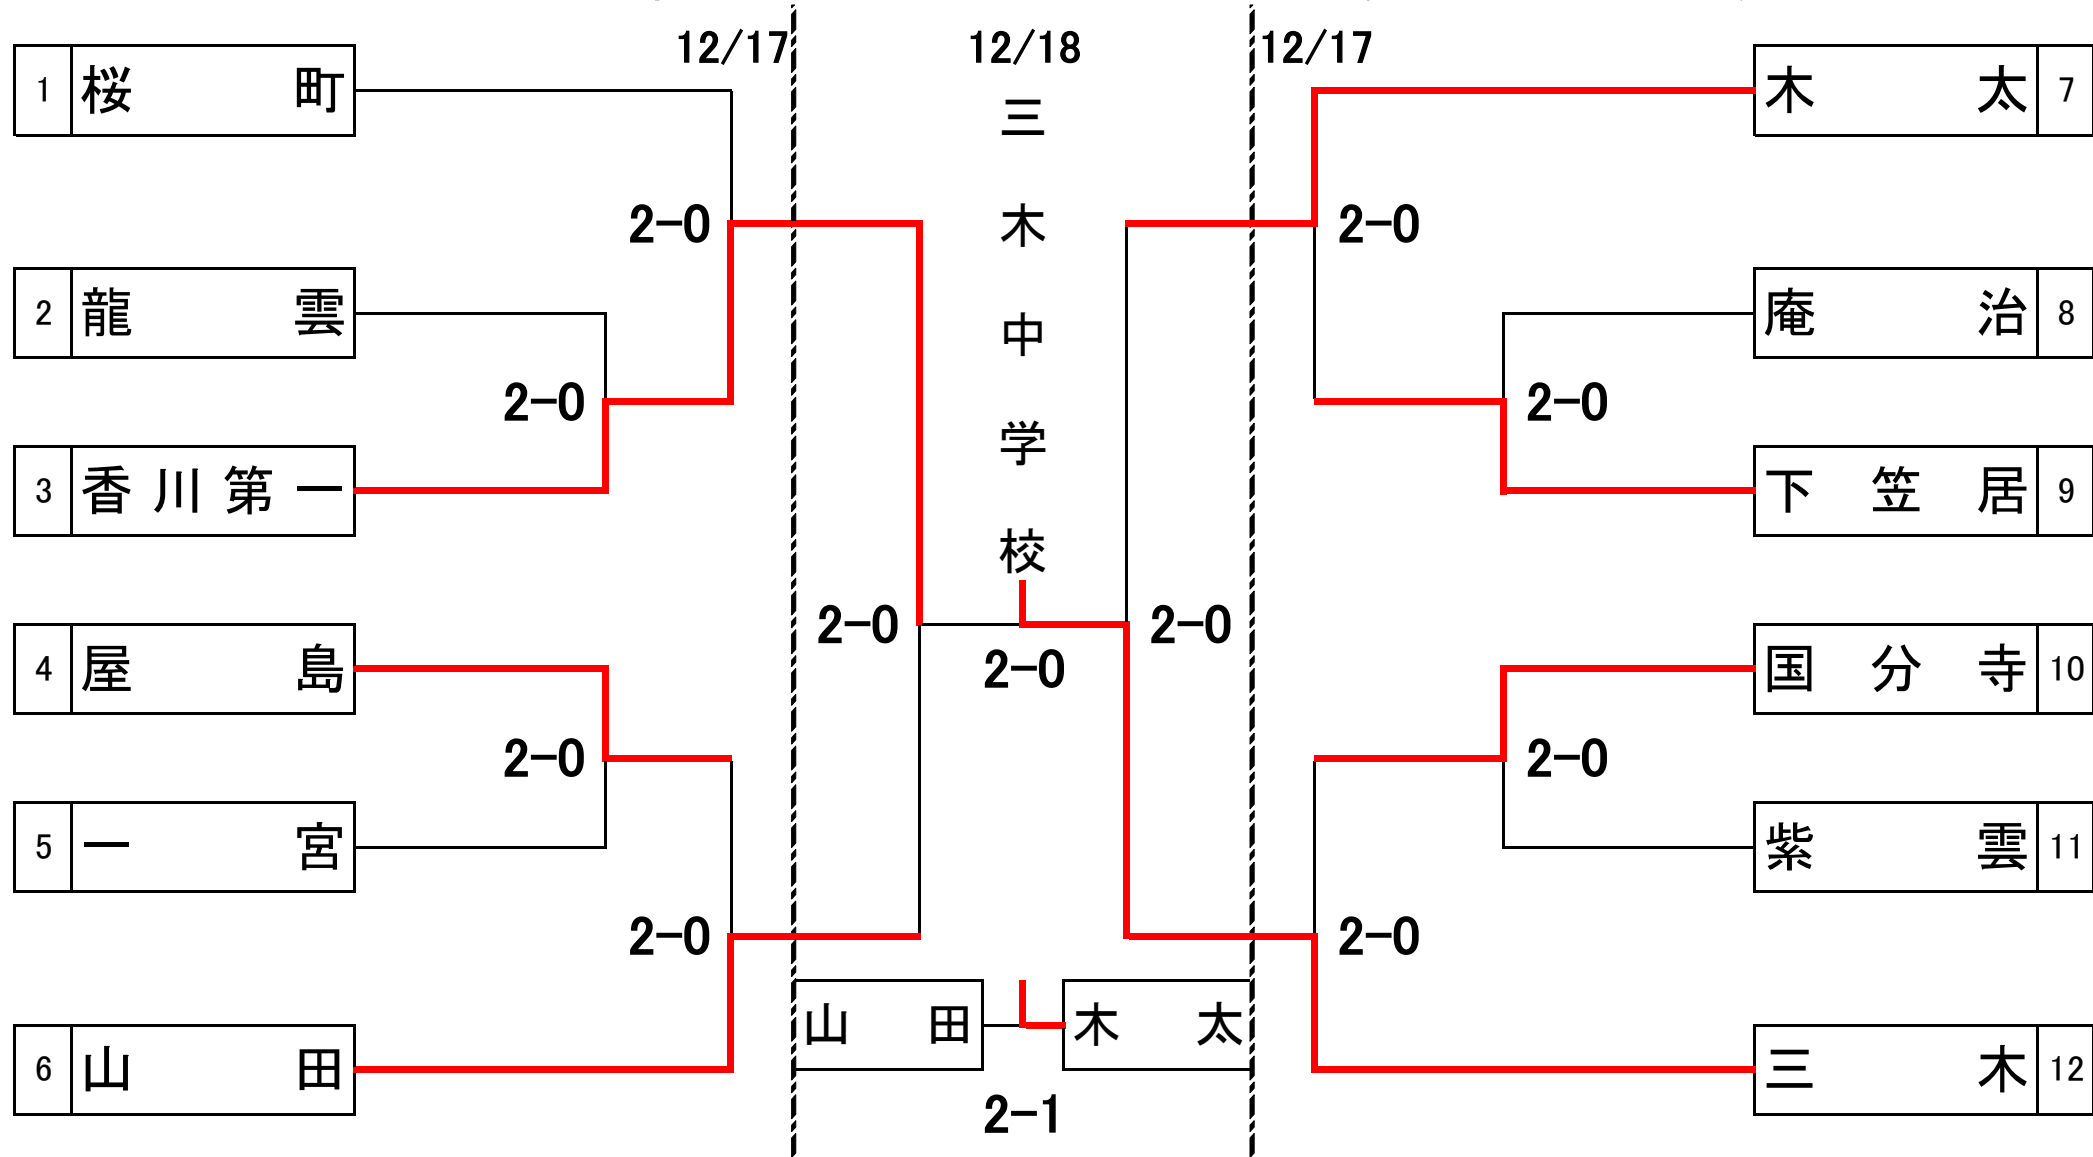 12/17
12/18
12/17
三木中学校
1 桜町
2 龍雲
3 香川第一
4 屋島
5 一宮
6 山田
2-0
2-0
2-0
2-0
2-0
2-0
2-0
木太 7
庵治 8
下笠居 9
国分寺 10
紫雲 11
三木 12
2-0
2-0
2-0
2-0
山田
木太
2-1